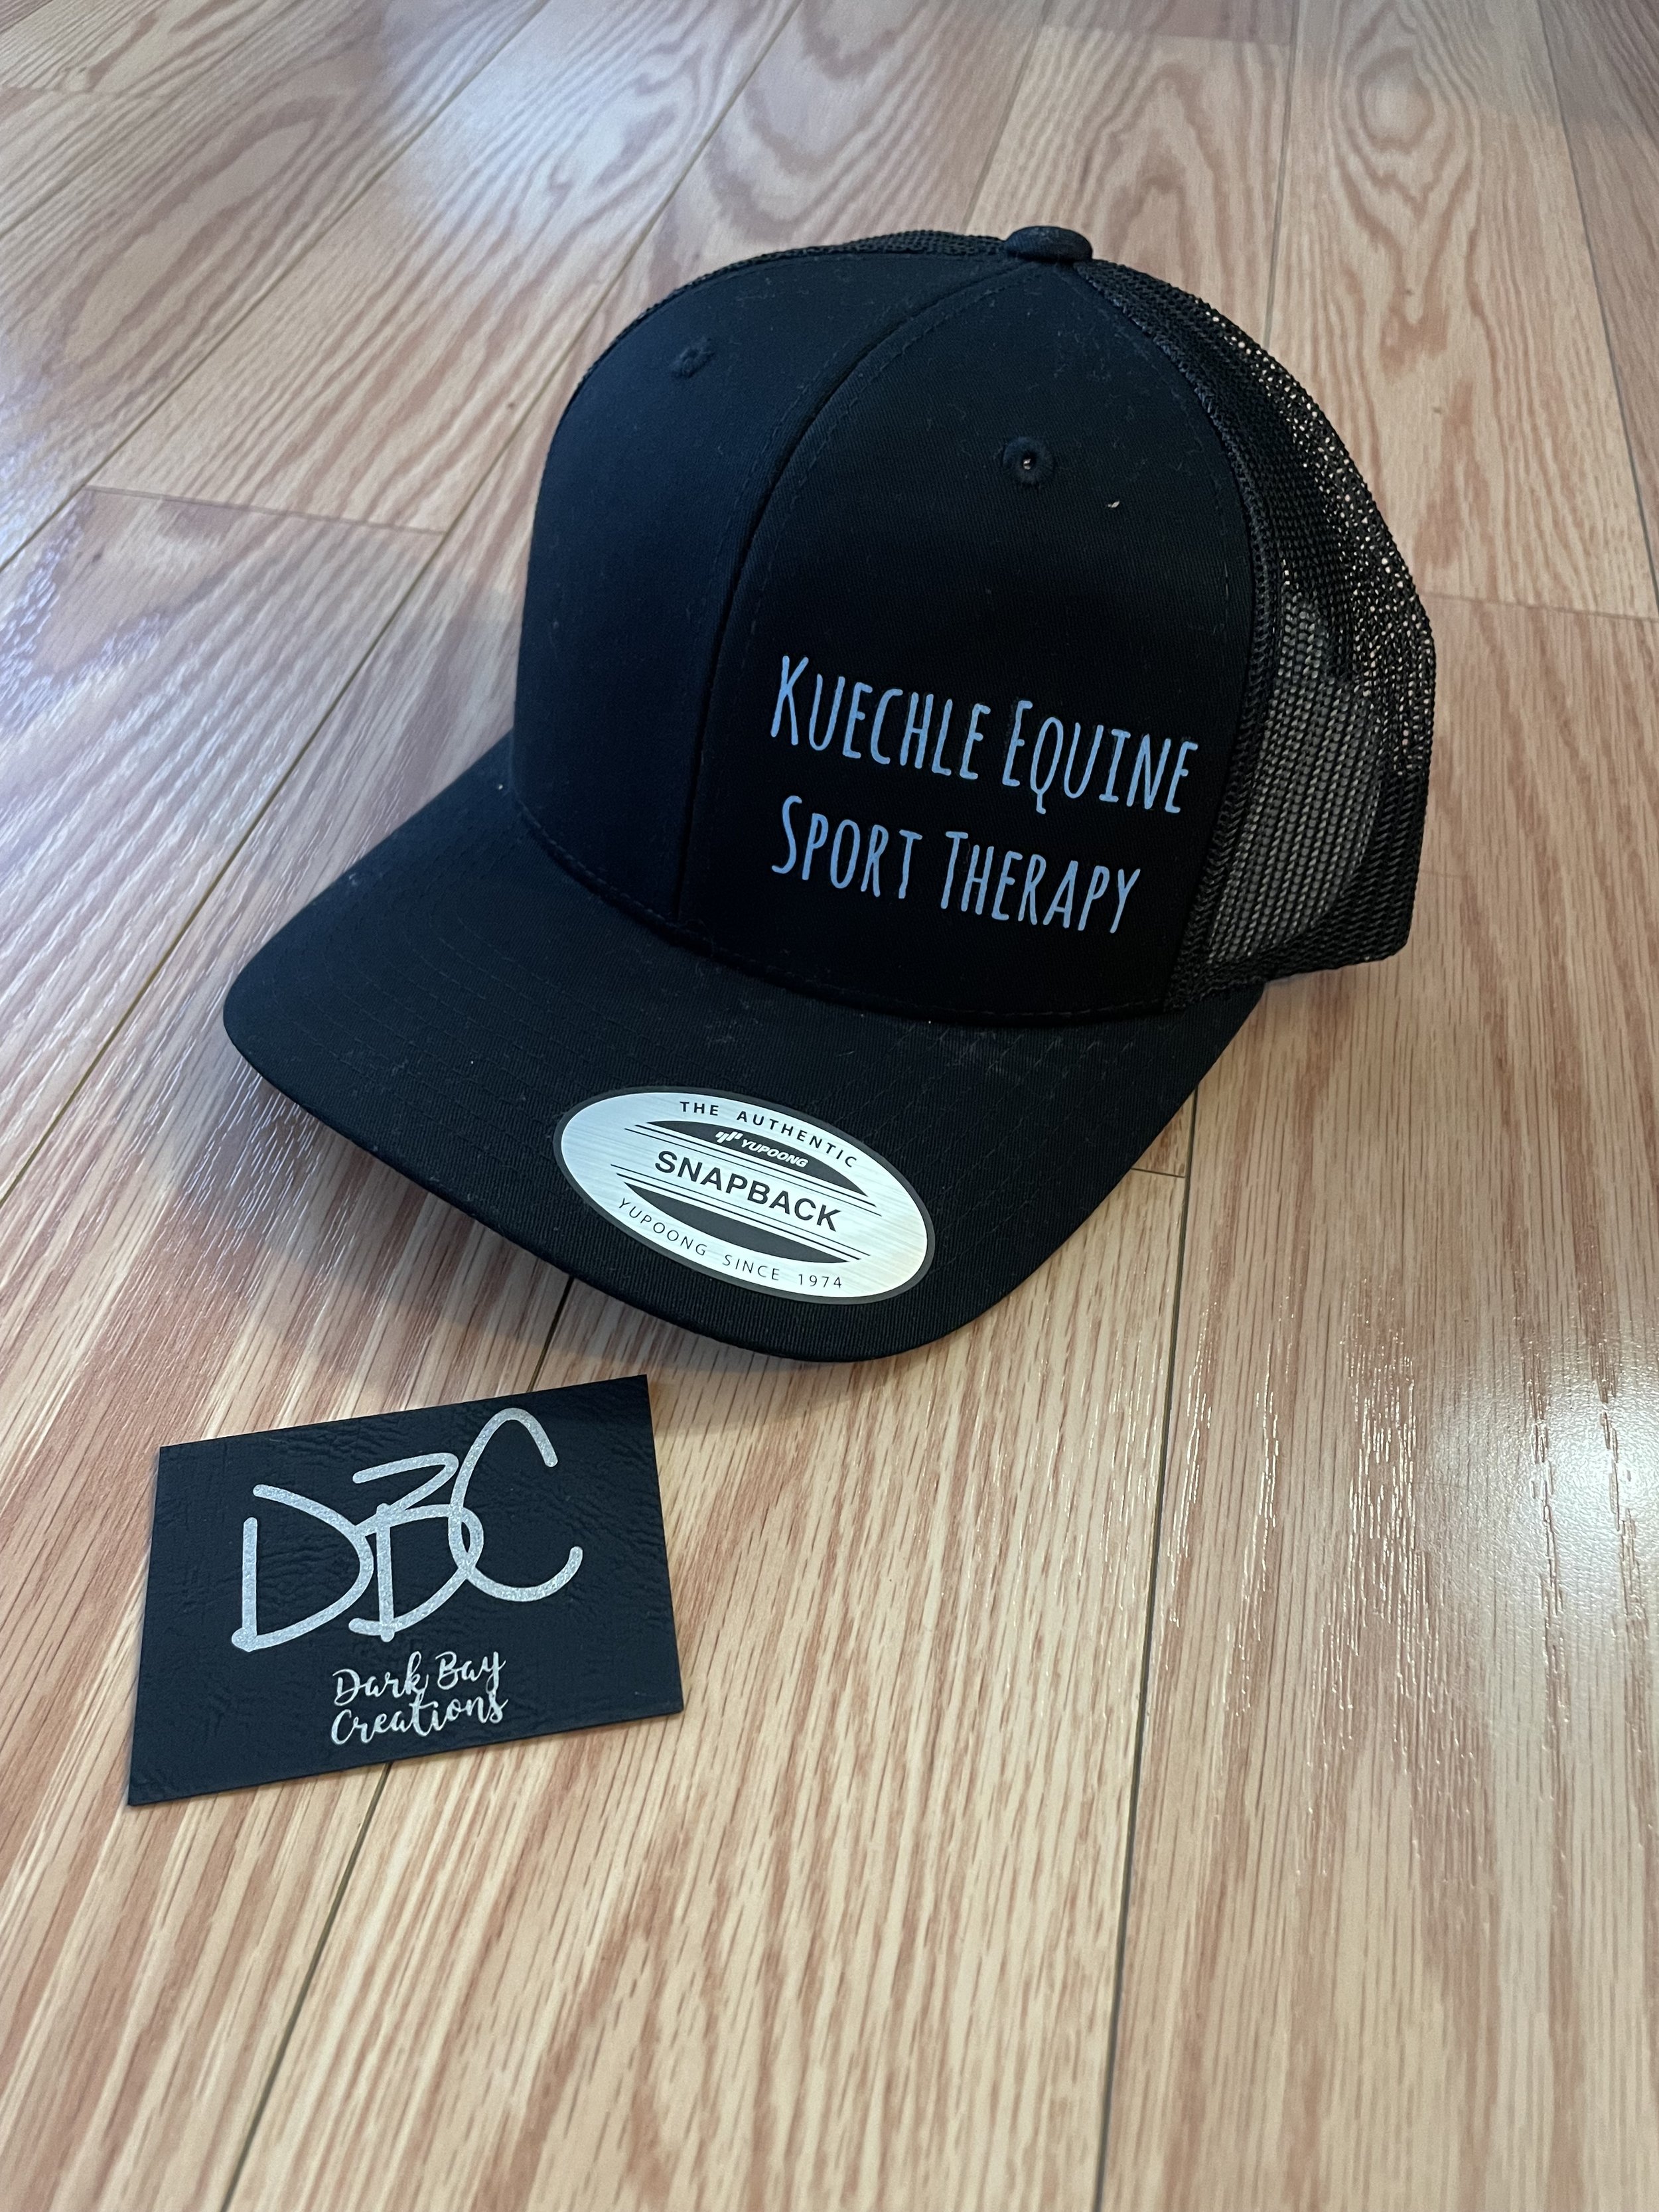 KUECHLE EQUINE
SPORT THERAPY
THE AUTHENTIC
YUPOONG
SNAPBACK
YUPOONG SINCE 1974
DBC
Dark Bay
Creations